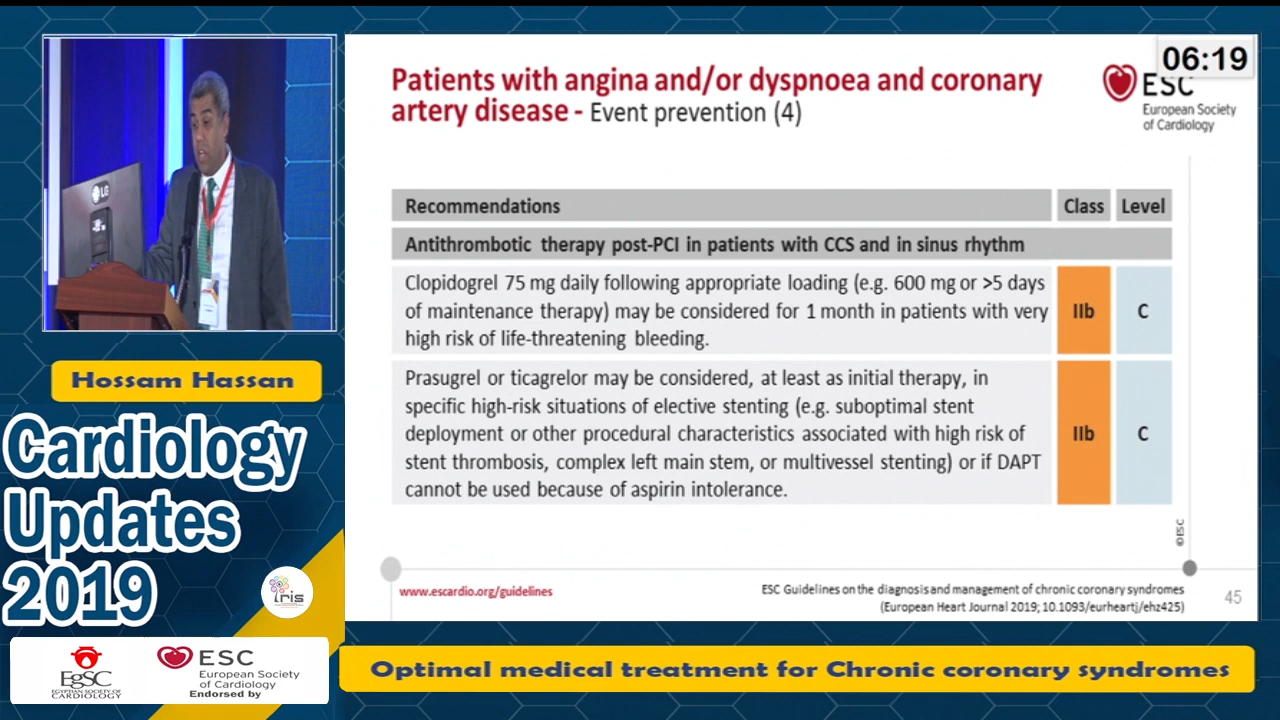 06:19
Patients with angina and/or dyspnoea and coronary
artery disease - Event prevention (4)
ESC
European Society
of Cardiology
Recommendations Class Level
Antithrombotic therapy post-PCI in patients with CCS and in sinus rhythm
Clopidogrel 75 mg daily following appropriate loading (e.g. 600 mg or >5 days
of maintenance therapy) may be considered for 1 month in patients with very
high risk of life-threatening bleeding.
IIb C
Prasugrel or ticagrelor may be considered, at least as initial therapy, in
specific high-risk situations of elective stenting (e.g. suboptimal stent
deployment or other procedural characteristics associated with high risk of
stent thrombosis, complex left main stem, or multivessel stenting) or if DAPT
cannot be used because of aspirin intolerance.
IIb C
©ESC
www.escardio.org/guidelines
ESC Guidelines on the diagnosis and management of chronic coronary syndromes
(European Heart Journal 2019; 10.1093/eurheartj/ehz425)
45
LG
Hossam Hassan
Cardiology
Updates
2019
iris
EgSC
EGYPTIAN SOCIETY OF
CARDIOLOGY
ESC
European Society
of Cardiology
Endorsed by
Optimal medical treatment for Chronic coronary syndromes